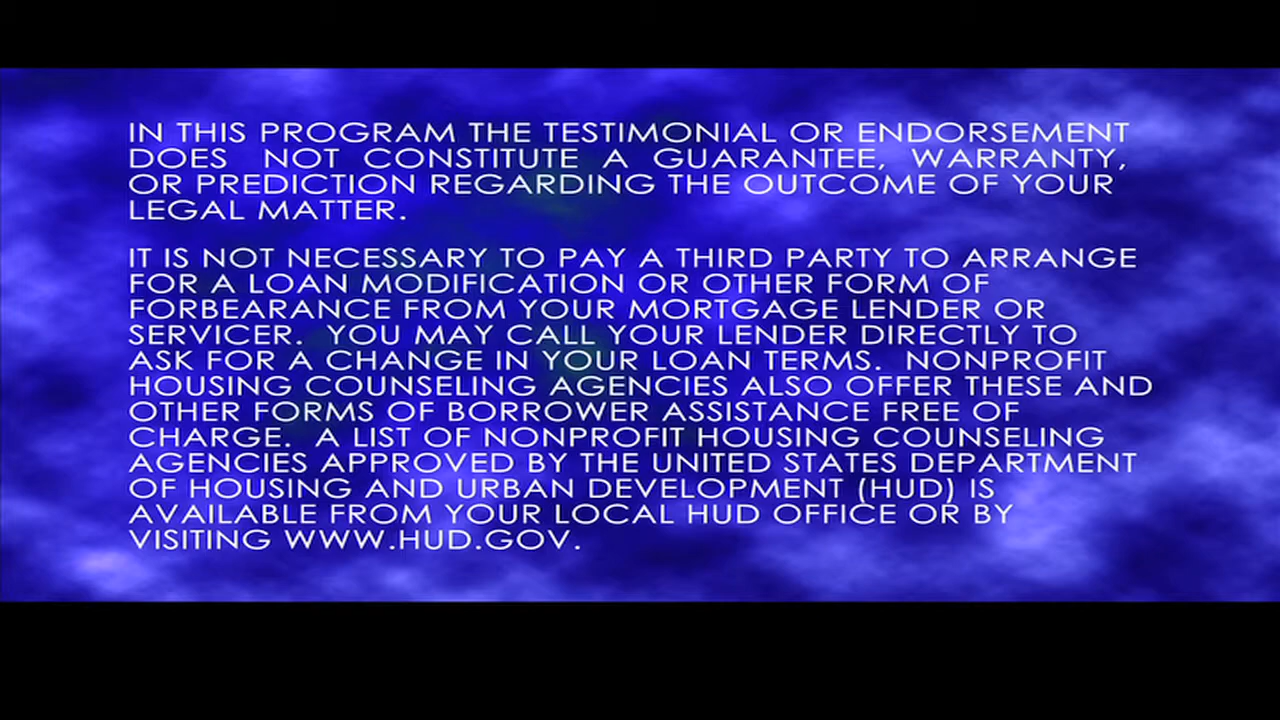 IN THIS PROGRAM THE TESTIMONIAL OR ENDORSEMENT
DOES NOT CONSTITUTE A GUARANTEE, WARRANTY,
OR PREDICTION REGARDING THE OUTCOME OF YOUR
LEGAL MATTER.
IT IS NOT NECESSARY TO PAY A THIRD PARTY TO ARRANGE
FOR A LOAN MODIFICATION OR OTHER FORM OF
FORBEARANCE FROM YOUR MORTGAGE LENDER OR
SERVICER. YOU MAY CALL YOUR LENDER DIRECTLY TO
ASK FOR A CHANGE IN YOUR LOAN TERMS. NONPROFIT
HOUSING COUNSELING AGENCIES ALSO OFFER THESE AND
OTHER FORMS OF BORROWER ASSISTANCE FREE OF
CHARGE. A LIST OF NONPROFIT HOUSING COUNSELING
AGENCIES APPROVED BY THE UNITED STATES DEPARTMENT
OF HOUSING AND URBAN DEVELOPMENT (HUD) IS
AVAILABLE FROM YOUR LOCAL HUD OFFICE OR BY
VISITING WWW.HUD.GOV.